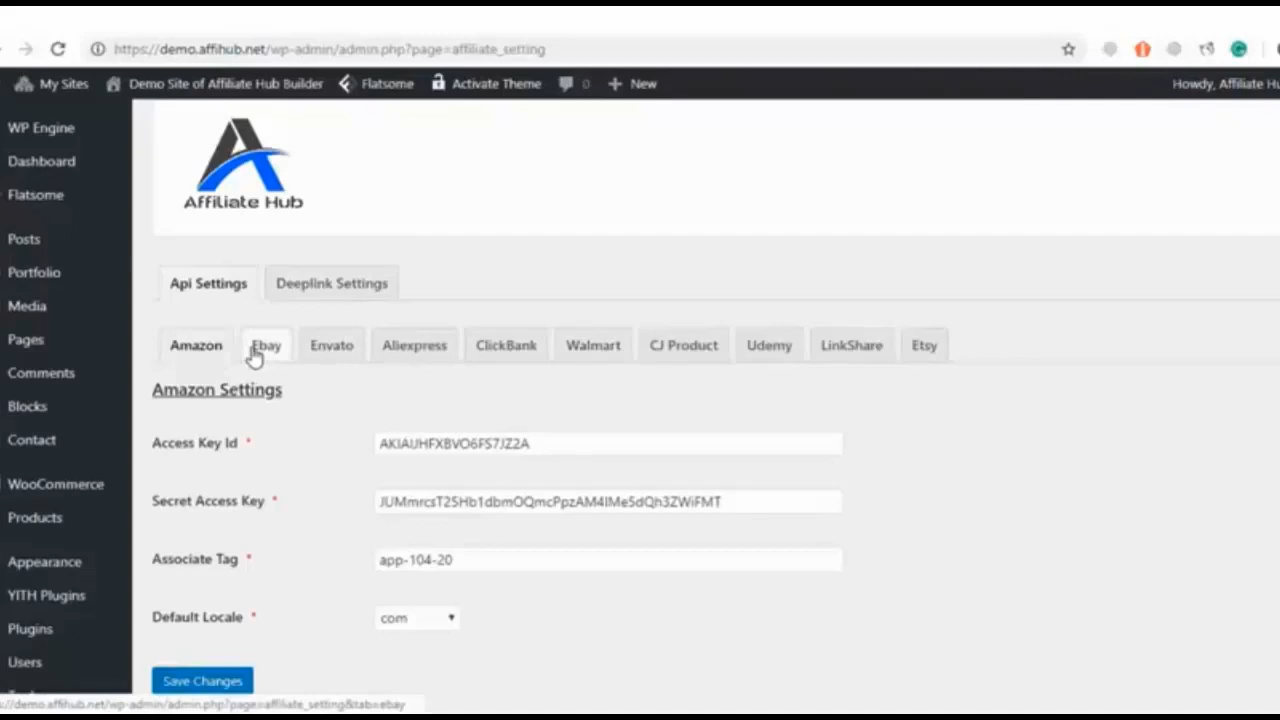 https://demo.affihub.net/wp-admin/admin.php?page=affiliate_setting
My Sites Demo Site of Affiliate Hub Builder Flatsome Activate Theme 0 New Howdy, Affiliate Hu
WP Engine
Dashboard
Flatsome
Posts
Portfolio
Media
Pages
Comments
Blocks
Contact
WooCommerce
Products
Appearance
YITH Plugins
Plugins
Users
Affiliate Hub
Api Settings Deeplink Settings
Amazon Ebay Envato Aliexpress ClickBank Walmart CJ Product Udemy LinkShare Etsy
Amazon Settings
Access Key Id *
Secret Access Key *
Associate Tag * app-104-20
Default Locale * com
Save Changes
://demo.affihub.net/wp-admin/admin.php?page=affiliate_setting&tab=ebay